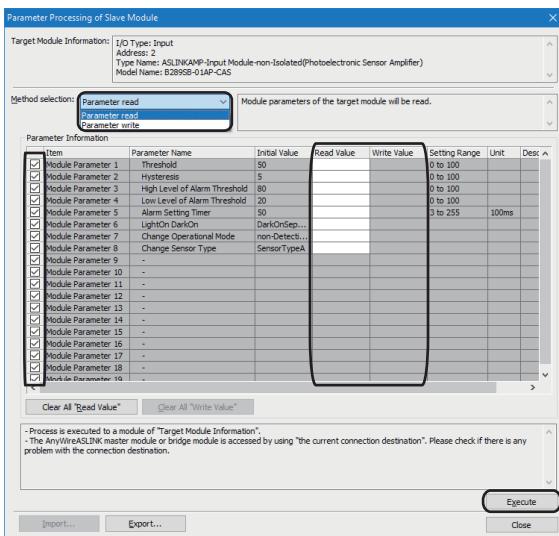 Parameter Processing of Slave Module
Target Module Information: I/O Type: Input
Address: 2
Type Name: ASLINKAMP-Input Module-non-Isolated(Photoelectronic Sensor Amplifier)
Model Name: B289SB-01AP-CAS
Method selection: Parameter read
Module parameters of the target module will be read.
Parameter read
Parameter write
Parameter Information
Item Parameter Name Initial Value Read Value Write Value Setting Range Unit Desc
Module Parameter 1 Threshold 50 0 to 100
Module Parameter 2 Hysteresis 5 0 to 100
Module Parameter 3 High Level of Alarm Threshold 80 0 to 100
Module Parameter 4 Low Level of Alarm Threshold 20 0 to 100
Module Parameter 5 Alarm Setting Timer 50 3 to 255 100ms
Module Parameter 6 LightOn DarkOn DarkOnSep...
Module Parameter 7 Change Operational Mode non-Detecti...
Module Parameter 8 Change Sensor Type SensorTypeA
Module Parameter 9 -
Module Parameter 10 -
Module Parameter 11 -
Module Parameter 12 -
Module Parameter 13 -
Module Parameter 14 -
Module Parameter 15 -
Module Parameter 16 -
Module Parameter 17 -
Module Parameter 18 -
Module Parameter 19 -
Clear All "Read Value" Clear All "Write Value"
- Process is executed to a module of "Target Module Information".
- The AnyWireASLINK master module or bridge module is accessed by using "the current connection destination". Please check if there is any
problem with the connection destination.
Execute
Import... Export... Close